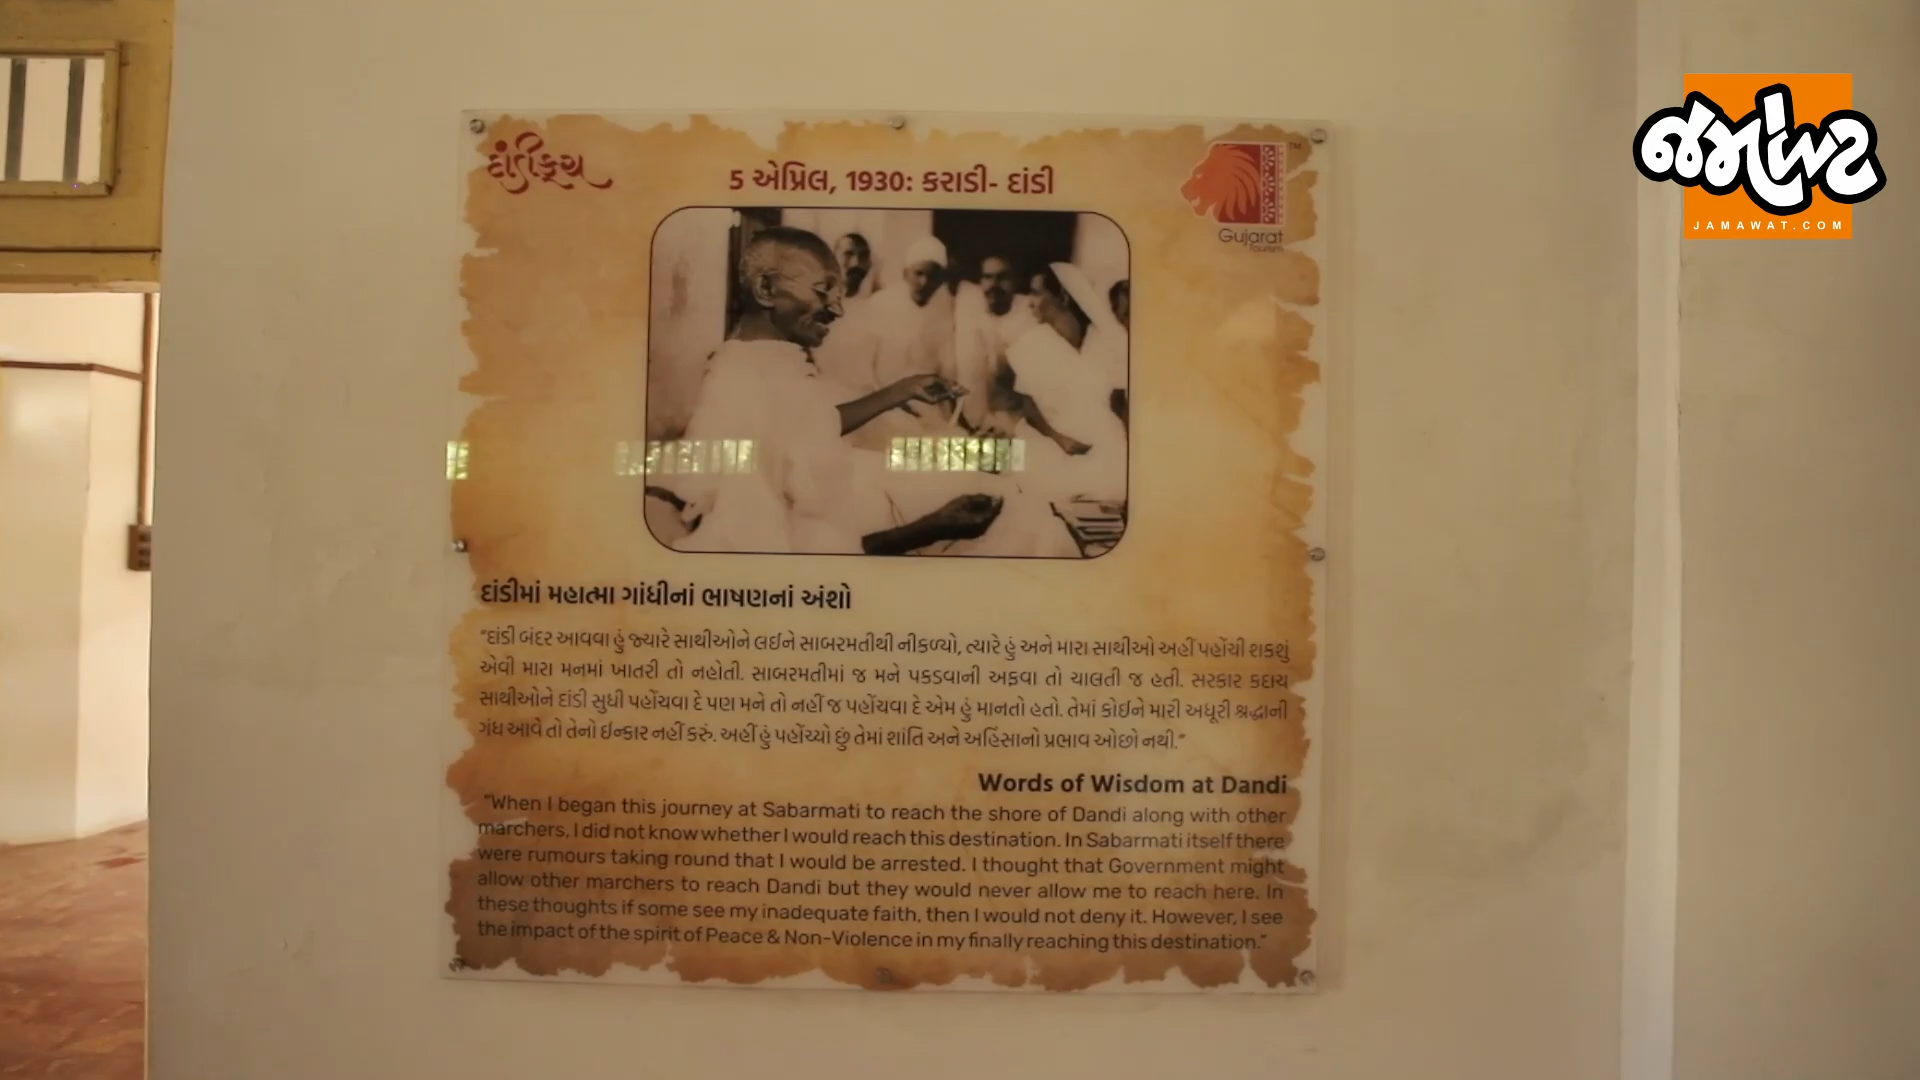 દાંડીકૂચ
5 એપ્રિલ, 1930: કરાડી- દાંડી
TM
Gujarat
Tourism
જમાવટ
JAMAWAT.COM
દાંડીમાં મહાત્મા ગાંધીનાં ભાષણનાં અંશો
"દાંડી બંદર આવવા હું જ્યારે સાથીઓને લઈને સાબરમતીથી નીકળ્યો, ત્યારે હું અને મારા સાથીઓ અહીં પહોંચી શકશું
એવી મારા મનમાં ખાતરી તો નહોતી. સાબરમતીમાં જ મને પકડવાની અફવા તો ચાલતી જ હતી. સરકાર કદાચ
સાથીઓને દાંડી સુધી પહોંચવા દે પણ મને તો નહીં જ પહોંચવા દે એમ હું માનતો હતો. તેમાં કોઈને મારી અધૂરી શ્રદ્ધાની
ગંધ આવે તો તેનો ઈન્કાર નહીં કરું. અહીં હું પહોંચ્યો છું તેમાં શાંતિ અને અહિંસાનો પ્રભાવ ઓછો નથી."
Words of Wisdom at Dandi
"When I began this journey at Sabarmati to reach the shore of Dandi along with other
marchers, I did not know whether I would reach this destination. In Sabarmati itself there
were rumours taking round that I would be arrested. I thought that Government might
allow other marchers to reach Dandi but they would never allow me to reach here. In
these thoughts if some see my inadequate faith, then I would not deny it. However, I see
the impact of the spirit of Peace & Non-Violence in my finally reaching this destination."